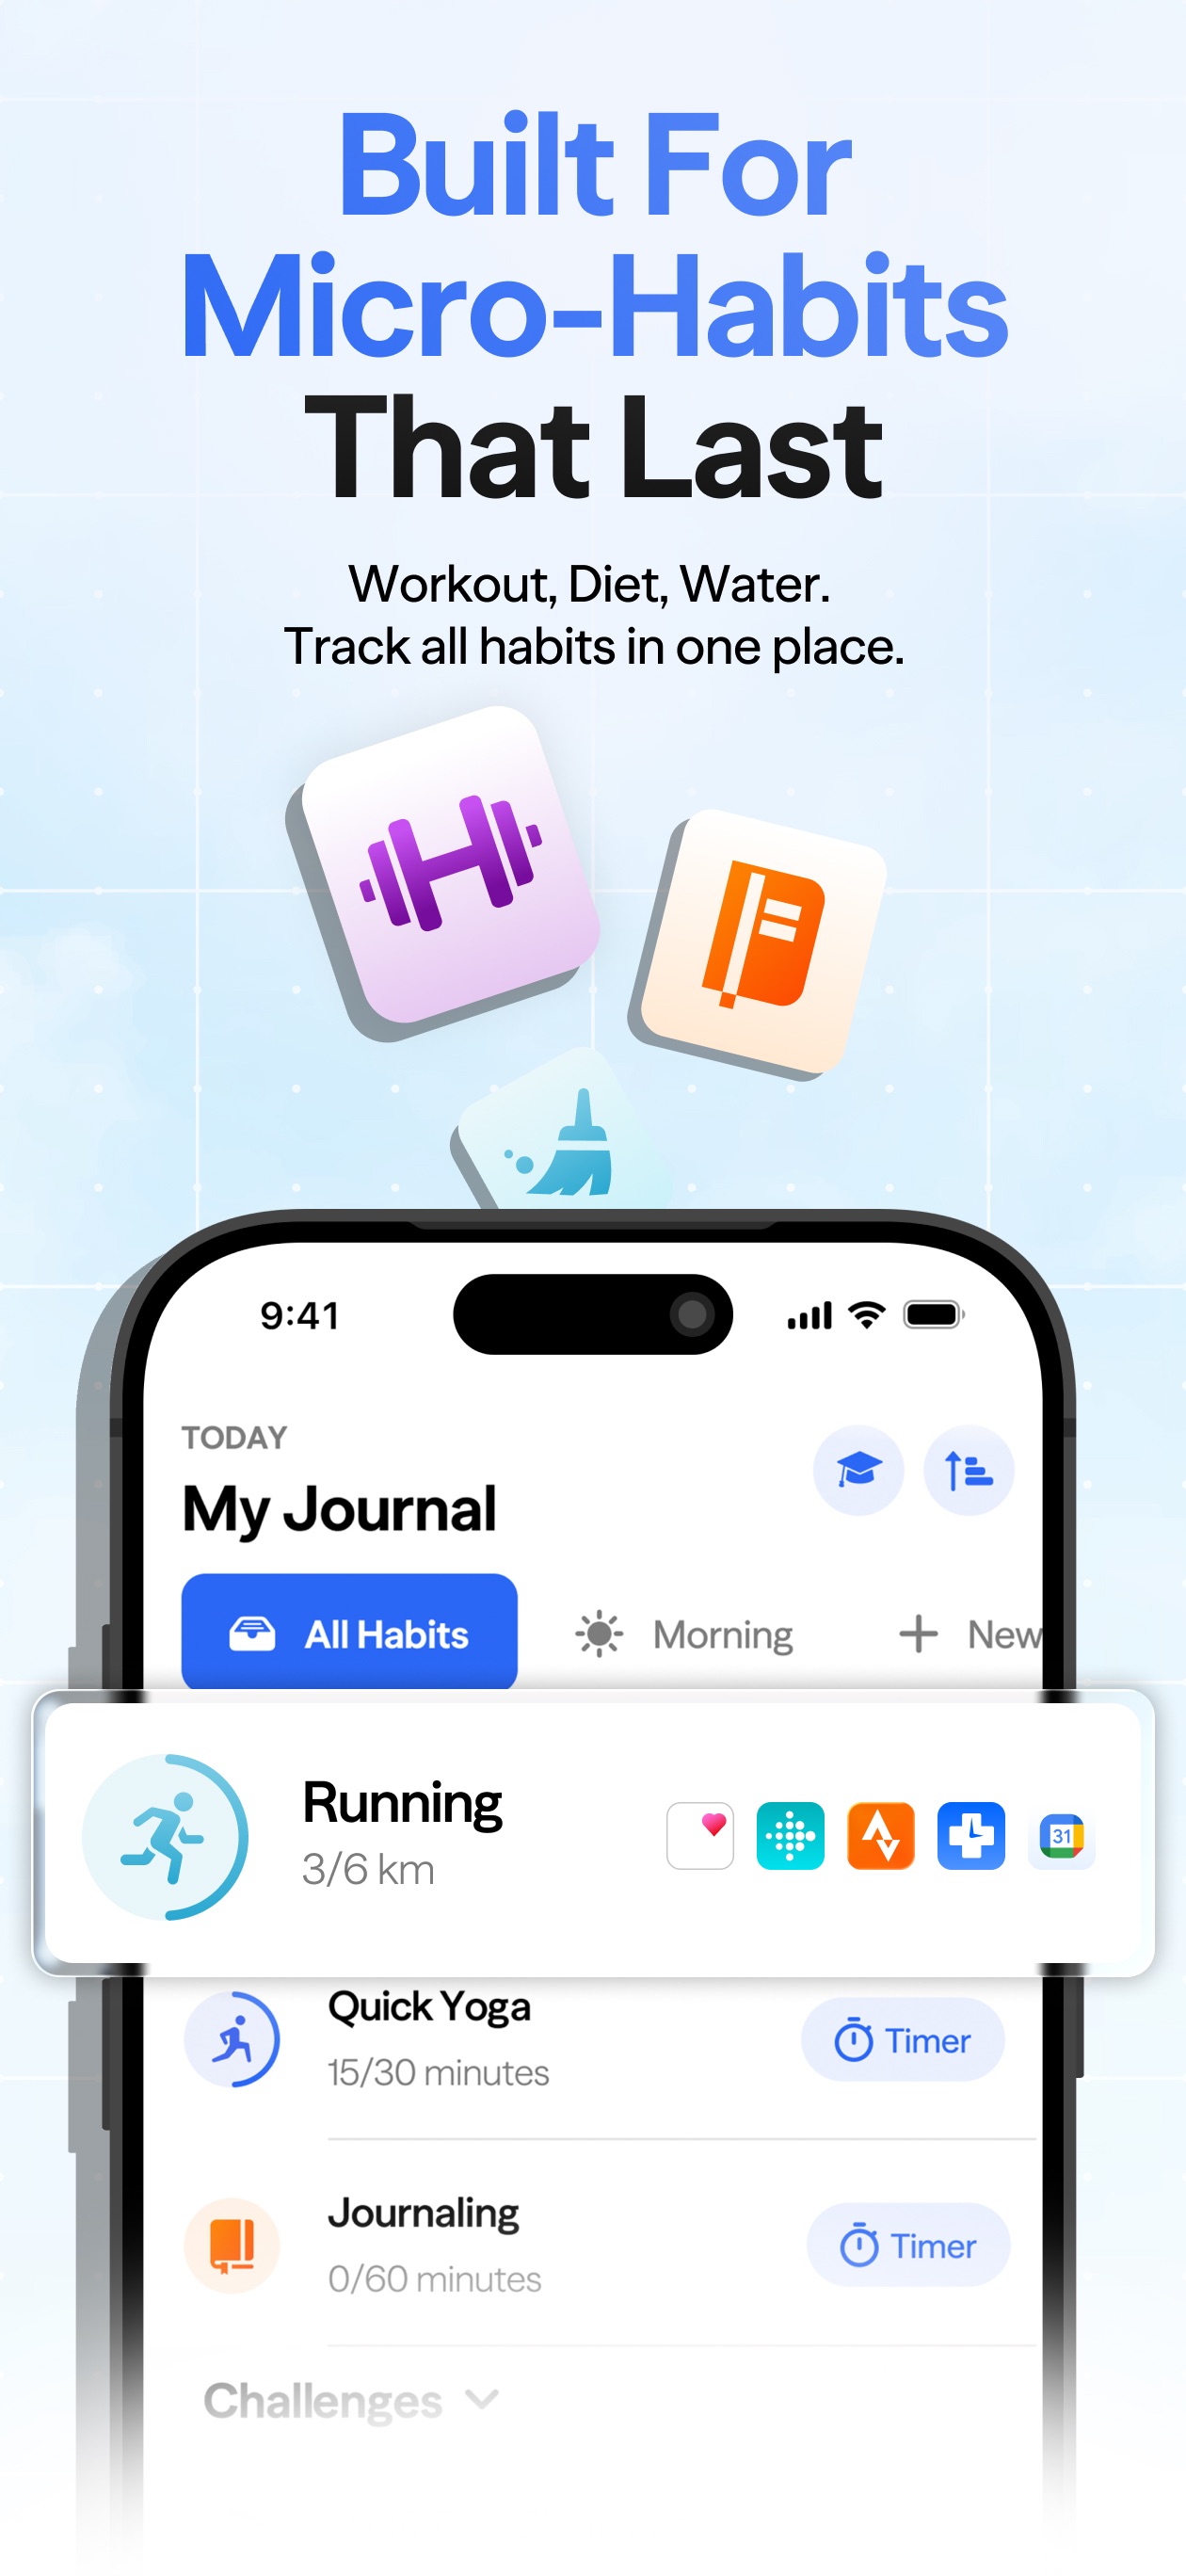 Built For
Micro-Habits
That Last
Workout, Diet, Water.
Track all habits in one place.
9:41
TODAY
My Journal
All Habits
Morning
New
Running
3/6 km
31
Quick Yoga
15/30 minutes
Timer
Journaling
0/60 minutes
Timer
Challenges